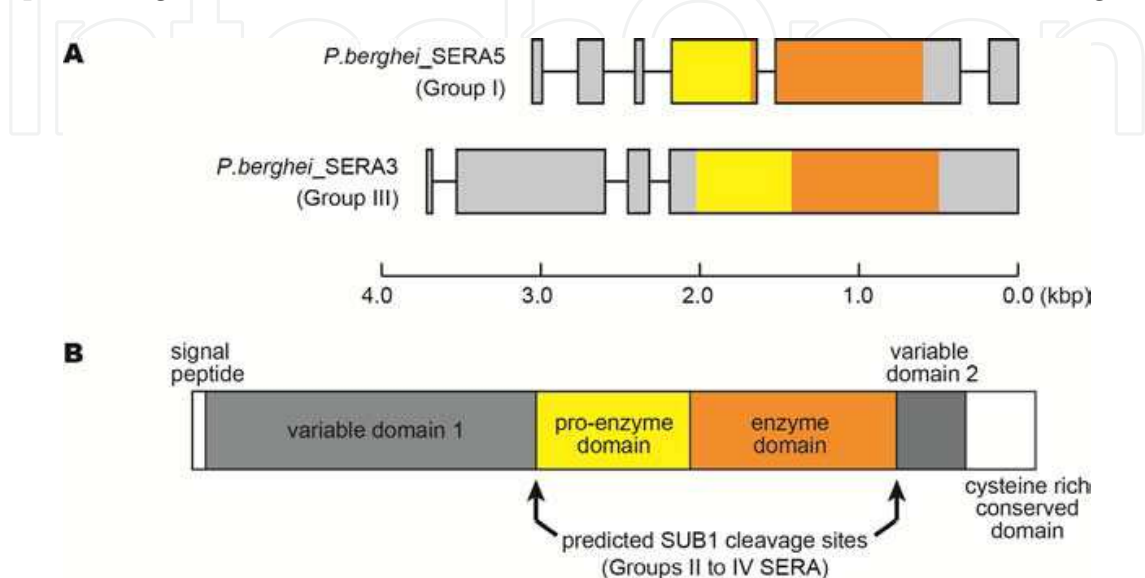 A
P.berghei_SERA5
(Group I)
P.berghei_SERA3
(Group III)
4.0 3.0 2.0 1.0 0.0 (kbp)
B
signal
peptide
variable
domain 2
variable domain 1
pro-enzyme
domain
enzyme
domain
cysteine rich
conserved
domain
predicted SUB1 cleavage sites
(Groups II to IV SERA)